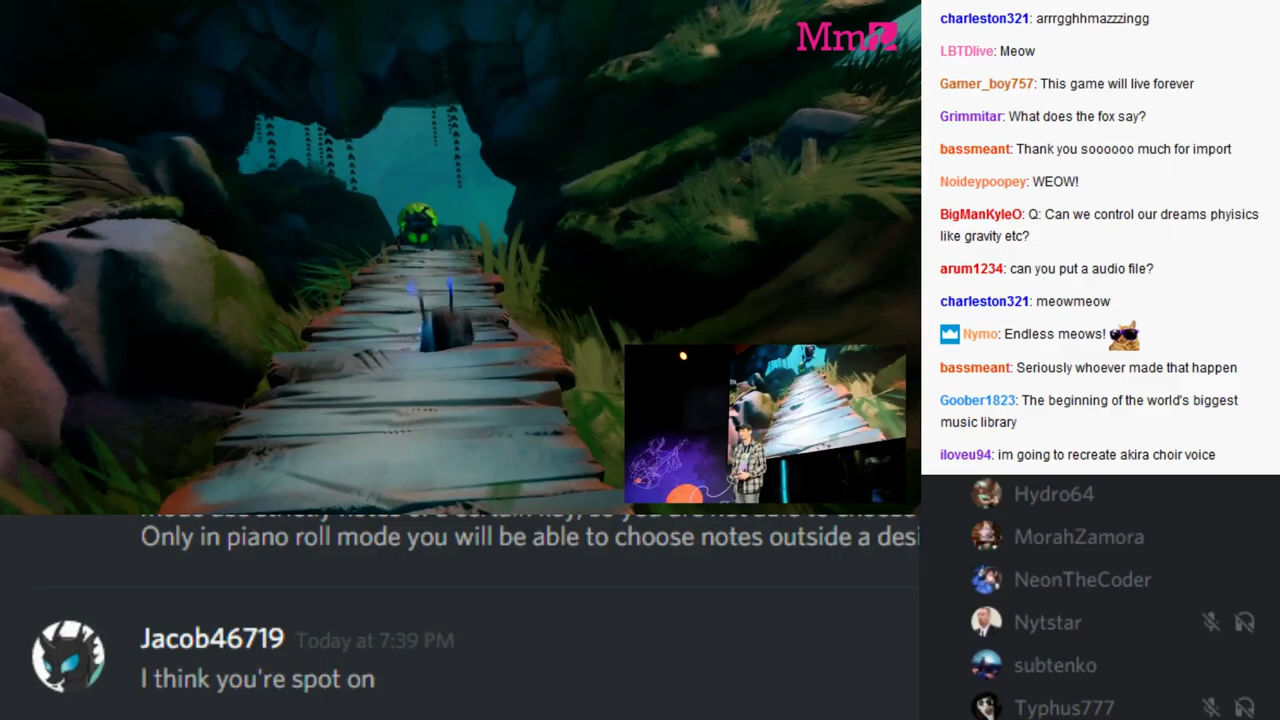 Mm
charleston321: arrrgghhmazzzingg
LBTDlive: Meow
Gamer_boy757: This game will live forever
Grimmitar: What does the fox say?
bassmeant: Thank you soooooo much for import
Noideypoopey: WEOW!
BigManKyleO: Q: Can we control our dreams phyisics
like gravity etc?
arum1234: can you put a audio file?
charleston321: meowmeow
Nymo: Endless meows!
bassmeant: Seriously whoever made that happen
Goober1823: The beginning of the world's biggest
music library
iloveu94: im going to recreate akira choir voice
Only in piano roll mode you will be able to choose notes outside a desi
Jacob46719 Today at 7:39 PM
I think you're spot on
Hydro64
MorahZamora
NeonTheCoder
Nytstar
subtenko
Typhus777